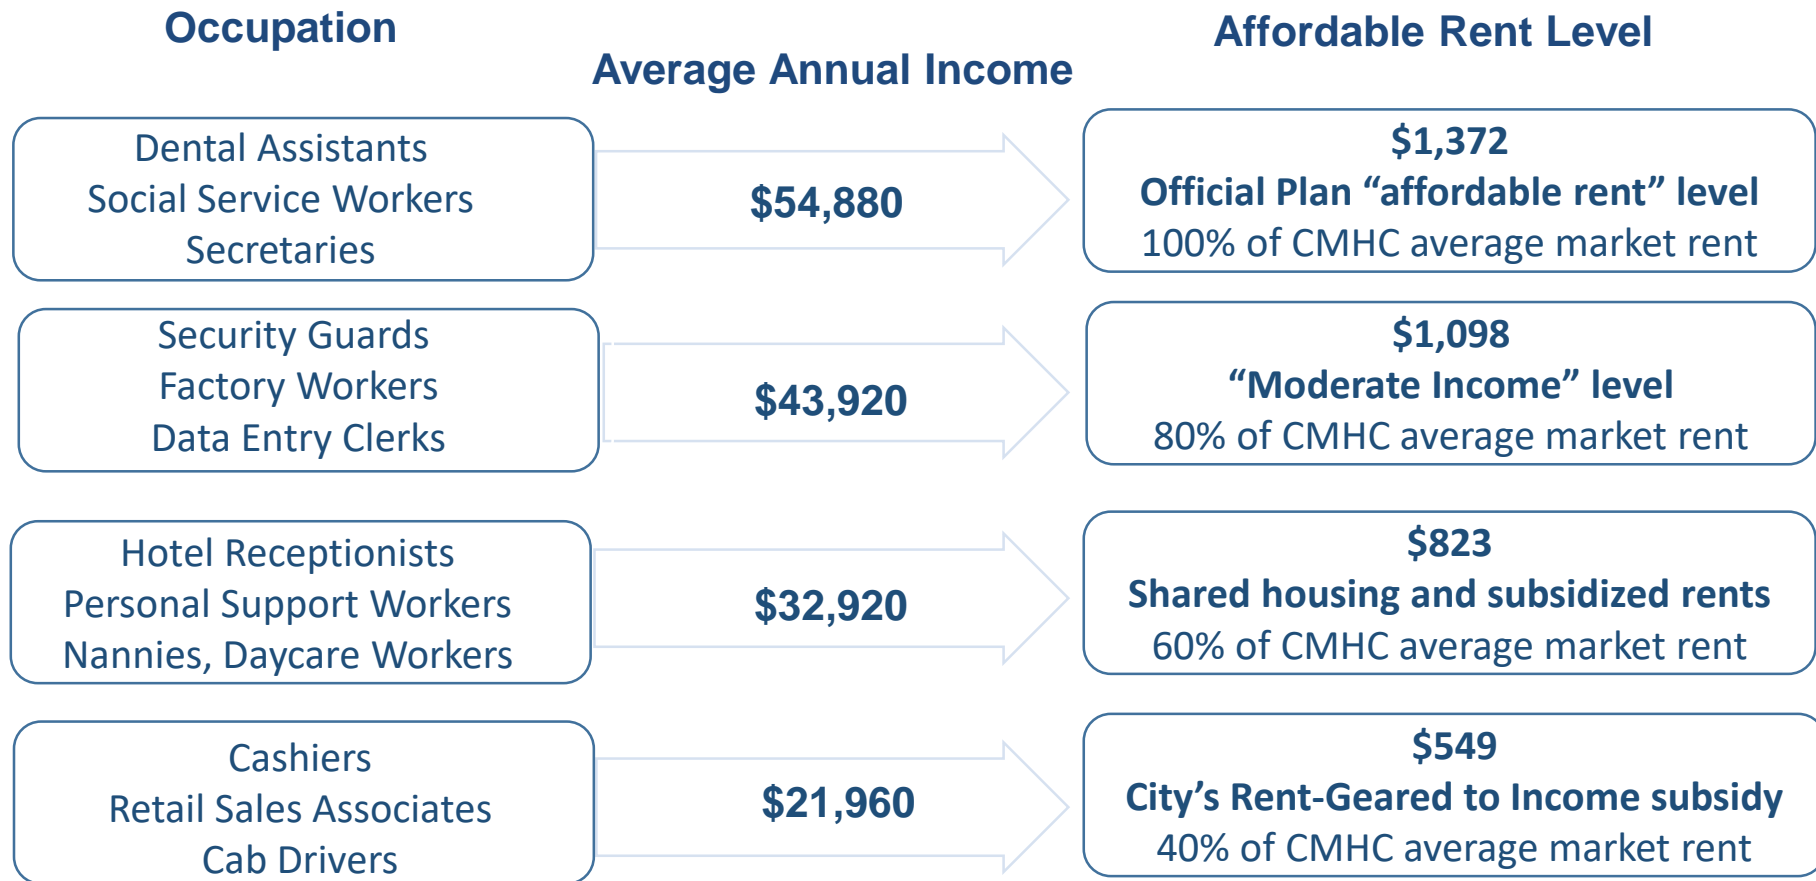 Occupation
Average Annual Income
Affordable Rent Level
Dental Assistants
Social Service Workers
Secretaries
$54,880
$1,372
Official Plan “affordable rent” level
100% of CMHC average market rent
Security Guards
Factory Workers
Data Entry Clerks
$43,920
$1,098
“Moderate Income” level
80% of CMHC average market rent
Hotel Receptionists
Personal Support Workers
Nannies, Daycare Workers
$32,920
$823
Shared housing and subsidized rents
60% of CMHC average market rent
Cashiers
Retail Sales Associates
Cab Drivers
$21,960
$549
City’s Rent-Geared to Income subsidy
40% of CMHC average market rent